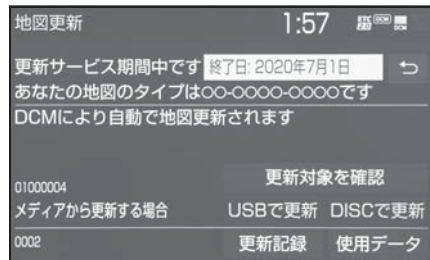 地図更新 1:57 ETC 2.0 DCM DCM
更新サービス期間中です 終了日: 2020年7月1日
あなたの地図のタイプは○○-○○○○-○○○○です
DCMにより自動で地図更新されます
更新対象を確認
01000004
メディアから更新する場合 USBで更新 DISCで更新
0002 更新記録 使用データ